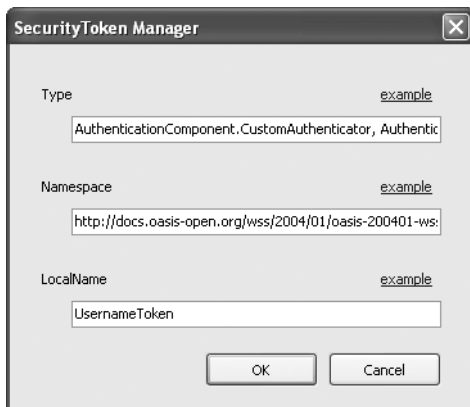 SecurityToken Manager
Type example
AuthenticationComponent.CustomAuthenticator, Authentic
Namespace example
http://docs.oasis-open.org/wss/2004/01/oasis-200401-ws
LocalName example
UsernameToken
OK Cancel